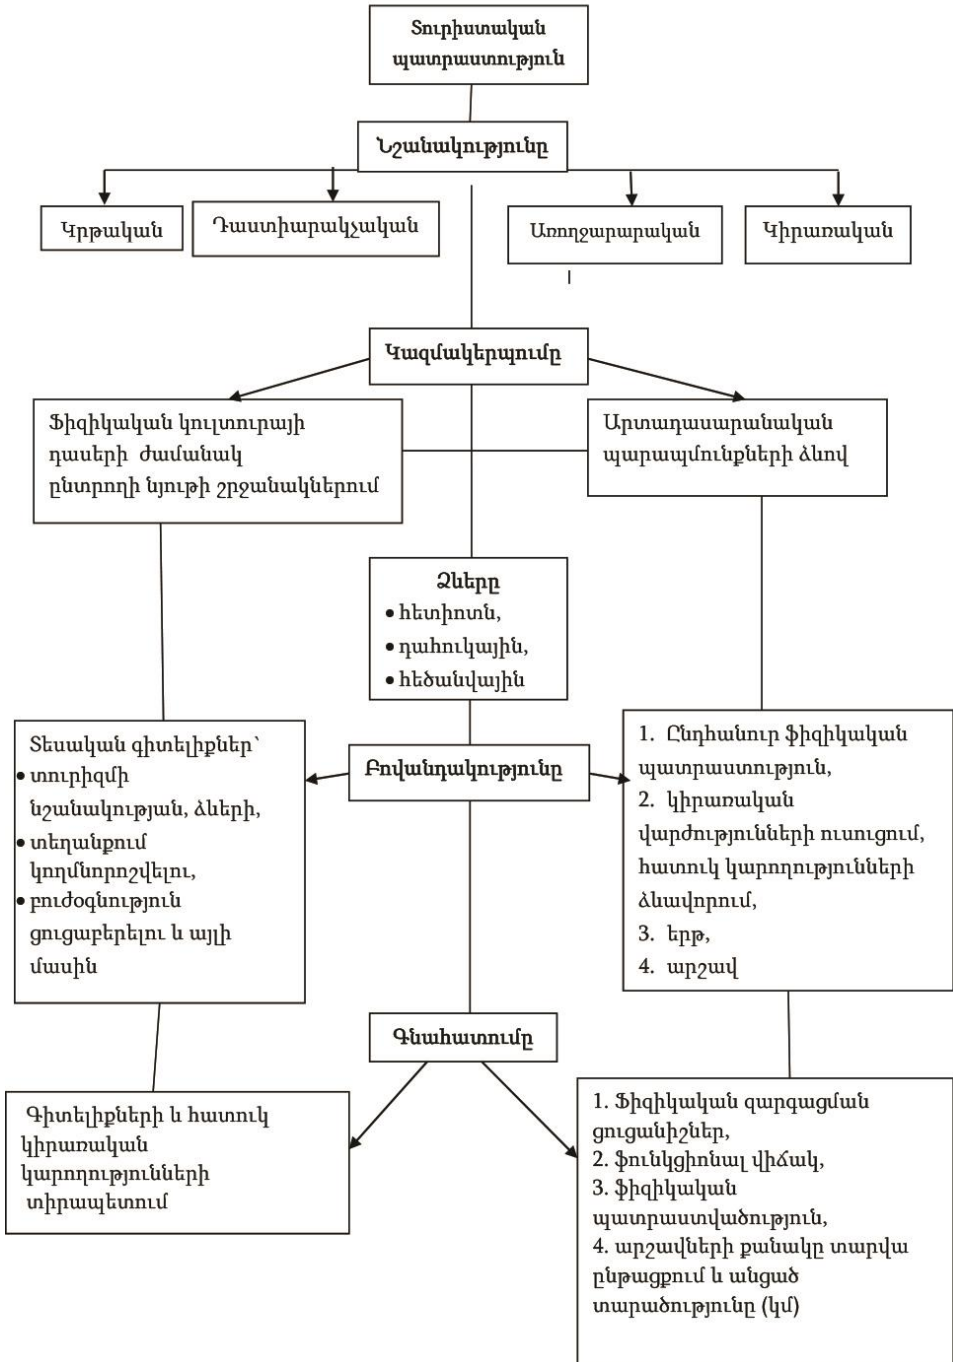 Տուրիստական
պատրաստություն
Նշանակությունը
Կրթական
Դաստիարակչական
Առողջարարական
Կիրառական
Կազմակերպումը
Ֆիզիկական կուլտուրայի
դասերի ժամանակ
ընտրողի նյութի շրջանակներում
Արտադասարանական
պարապմունքների ձևով
Ձևերը
• հետիոտն,
• դահուկային,
• հեծանվային
Տեսական գիտելիքներ՝
• տուրիզմի
նշանակության, ձևերի,
• տեղանքում
կողմնորոշվելու,
• բուժօգնություն
ցուցաբերելու և այլի
մասին
Բովանդակությունը
1. Ընդհանուր ֆիզիկական
պատրաստություն,
2. կիրառական
վարժությունների ուսուցում,
հատուկ կարողությունների
ձևավորում,
3. երթ,
4. արշավ
Գնահատումը
Գիտելիքների և հատուկ
կիրառական
կարողությունների
տիրապետում
1. Ֆիզիկական զարգացման
ցուցանիշներ,
2. ֆունկցիոնալ վիճակ,
3. ֆիզիկական
պատրաստվածություն,
4. արշավների քանակը տարվա
ընթացքում և անցած
տարածությունը (կմ)